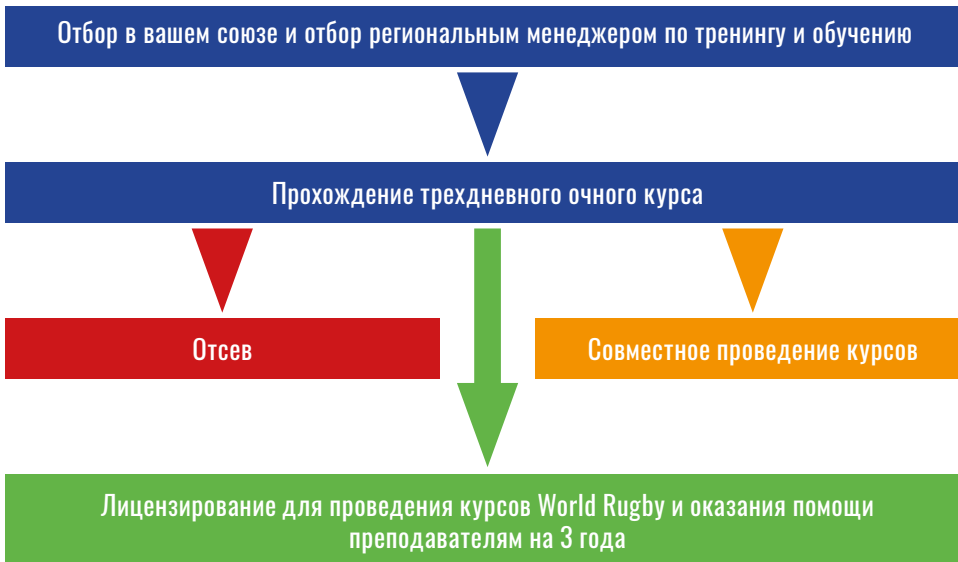 Отбор в вашем союзе и отбор региональным менеджером по тренингу и обучению
Прохождение трехдневного очного курса
Отсев
Совместное проведение курсов
Лицензирование для проведения курсов World Rugby и оказания помощи
преподавателям на 3 года